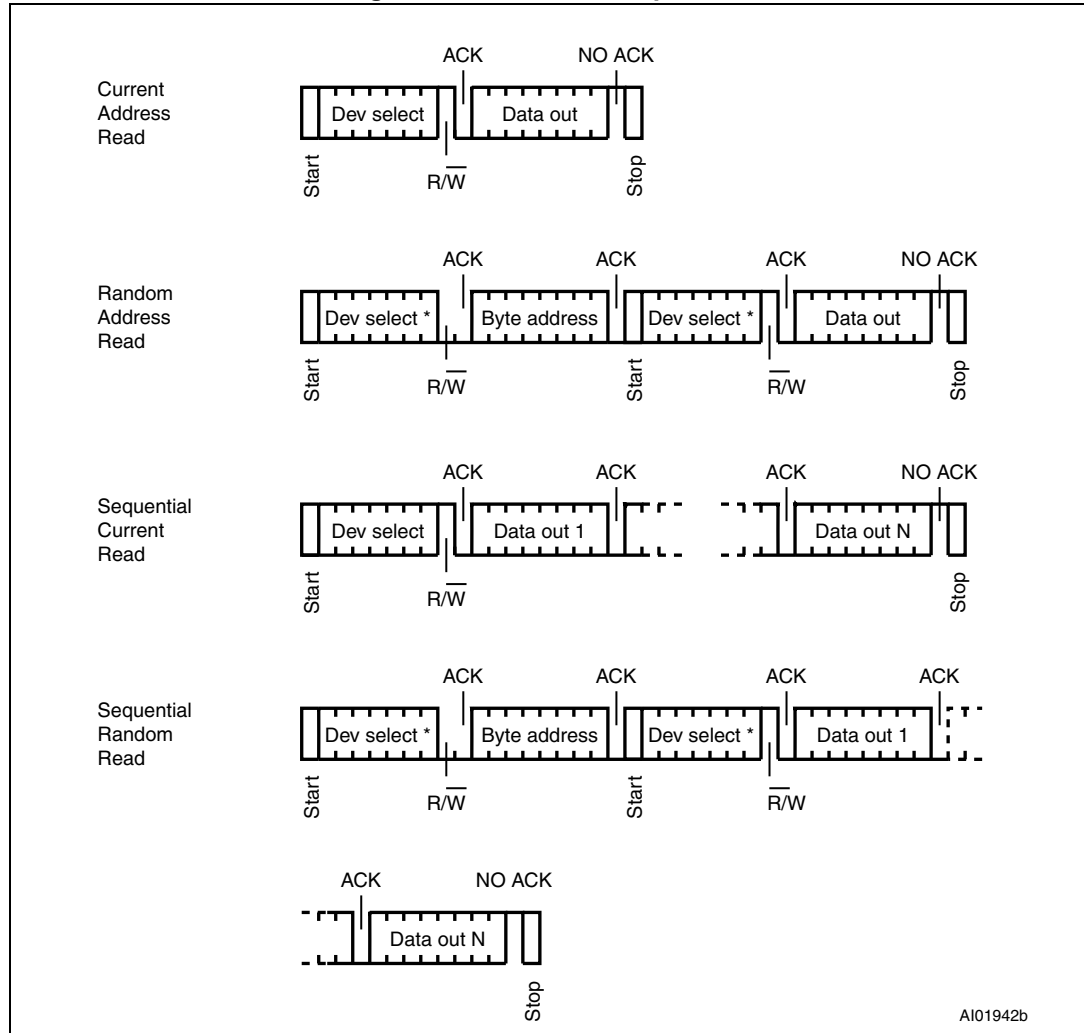 ACK NO ACK
Current
Address
Read
Dev select Data out
Start R/W Stop
ACK ACK ACK NO ACK
Random
Address
Read
Dev select * Byte address Dev select * Data out
Start R/W Start R/W Stop
ACK ACK ACK NO ACK
Sequential
Current
Read
Dev select Data out 1 Data out N
Start R/W Stop
ACK ACK ACK ACK
Sequential
Random
Read
Dev select * Byte address Dev select * Data out 1
Start R/W Start R/W
ACK NO ACK
Data out N
Stop
AI01942b